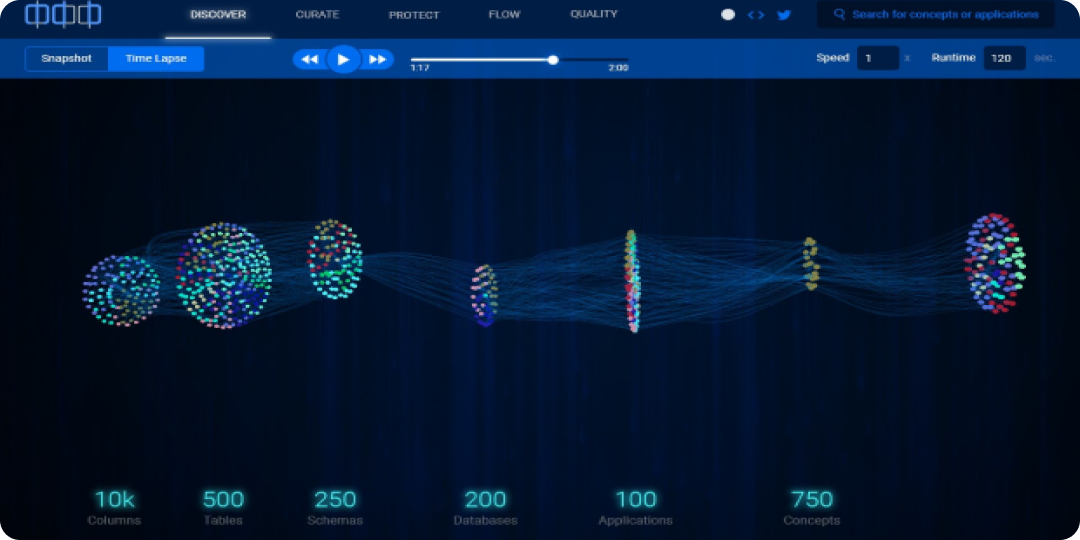 DISCOVER CURATE PROTECT FLOW QUALITY Search for concepts or applications
Snapshot Time Lapse 1:17 2:00 Speed 1 x Runtime 120 sec.
10k 500 250 200 100 750
Columns Tables Schemas Databases Applications Concepts